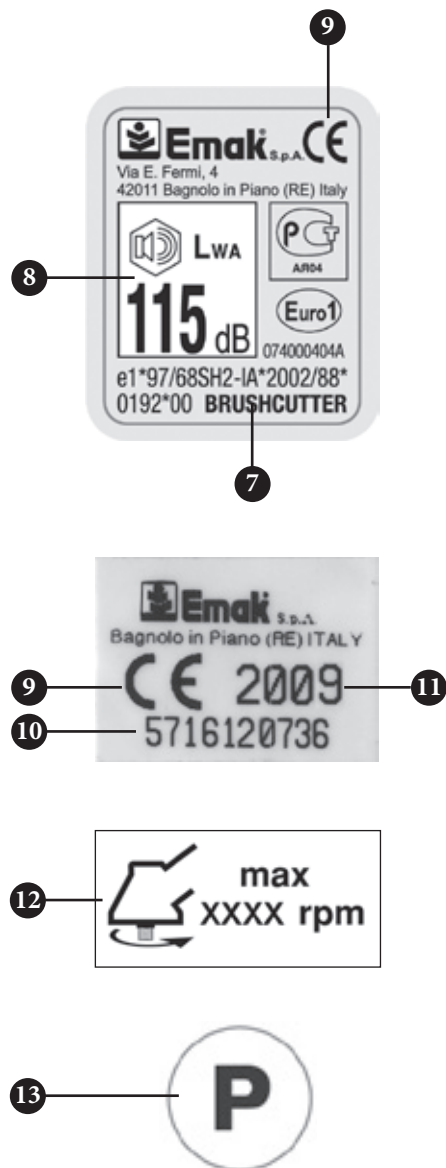 9
Emak S.p.A. CE
Via E. Fermi, 4
42011 Bagnolo in Piano (RE) Italy
8
LWA
115 dB
PCT
AЯ04
Euro1
074000404A
e1*97/68SH2-IA*2002/88*
0192*00 BRUSHCUTTER
7
Emak S.p.A.
Bagnolo in Piano (RE) ITALY
9
CE 2009
11
10
5716120736
12
max
XXXX rpm
13
P